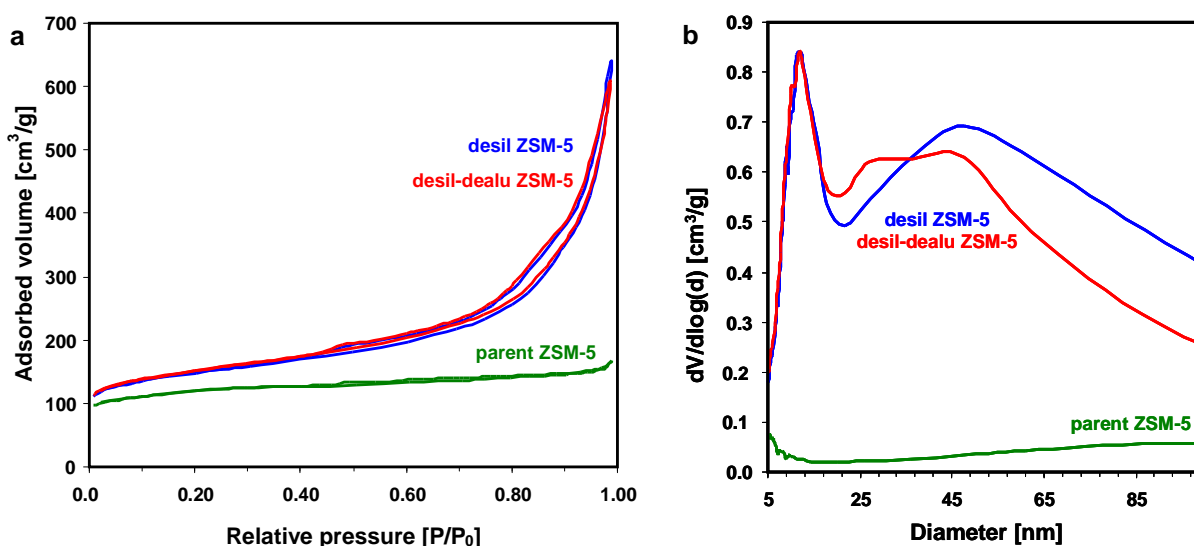 a
700
600
500
400
300
200
100
0
0.0
0.20
0.40
0.60
0.80
1.00
Adsorbed volume [cm³/g]
Relative pressure [P/P₀]
desil ZSM-5
desil-dealu ZSM-5
parent ZSM-5
b
0.9
0.8
0.7
0.6
0.5
0.4
0.3
0.2
0.1
0.0
5
25
45
65
85
dV/dlog(d) [cm³/g]
Diameter [nm]
desil ZSM-5
desil-dealu ZSM-5
parent ZSM-5